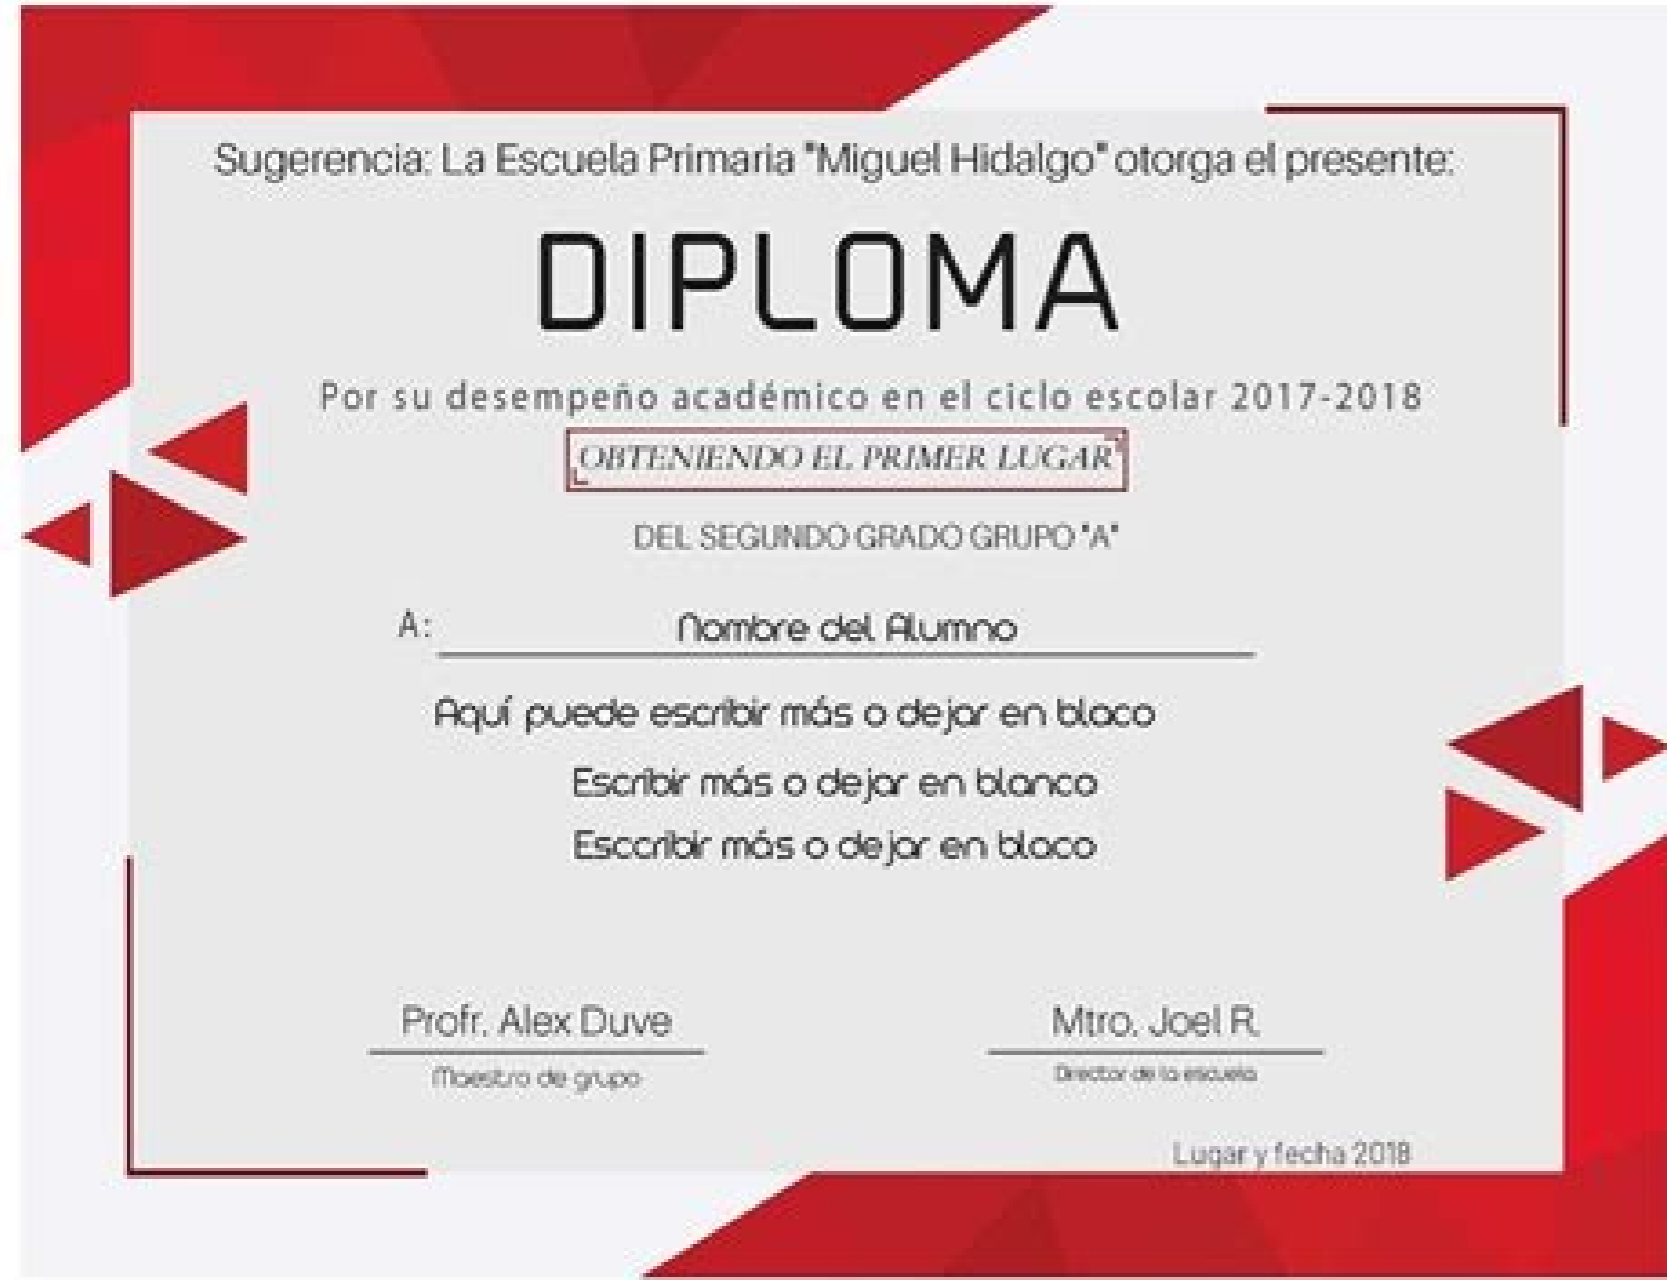 Sugerencia: La Escuela Primaria "Miguel Hidalgo" otorga el presente:
DIPLOMA
Por su desempeño académico en el ciclo escolar 2017-2018
OBTENIENDO EL PRIMER LUGAR
DEL SEGUNDO GRADO GRUPO "A"
A: Nombre del Alumno
Aquí puede escribir más o dejar en blaco
Escribir más o dejar en blanco
Esccribir más o dejar en blaco
Profr. Alex Duve Mtro. Joel R.
Maestro de grupo Director de la escuela
Lugar y fecha 2018